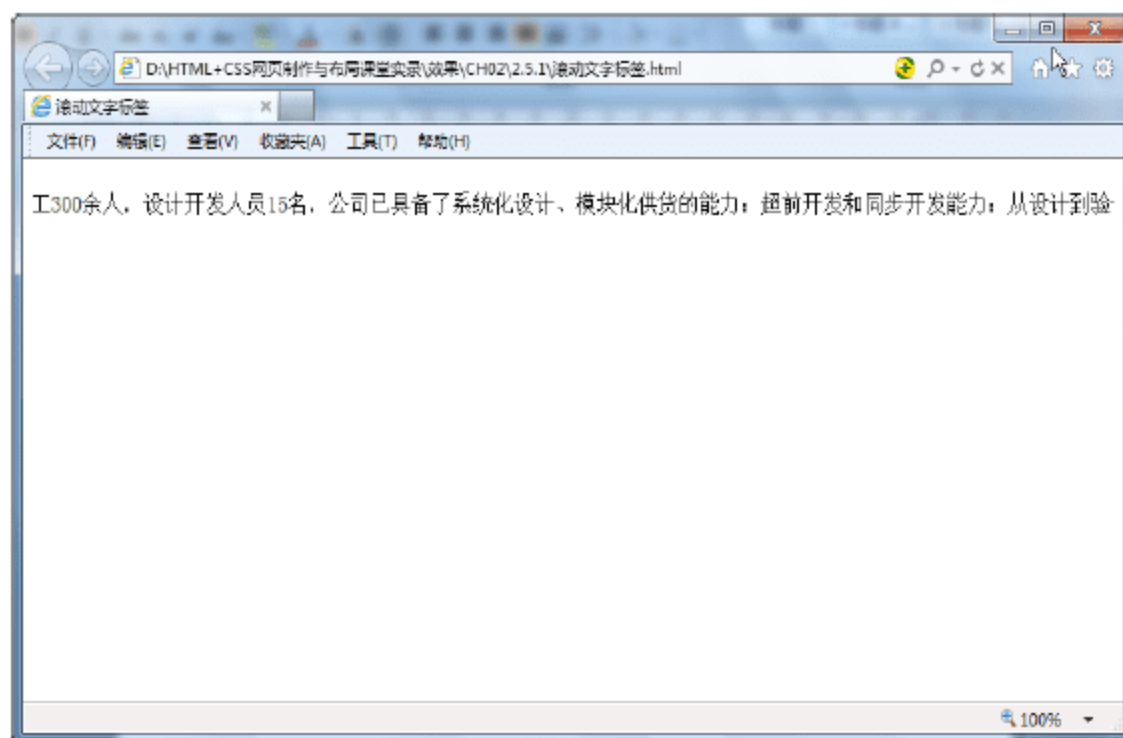 D:\HTML+CSS网页制作与布局课堂实录\效果\CH02\2.5.1\滚动文字标签.html
滚动文字标签
文件(F) 编辑(E) 查看(V) 收藏夹(A) 工具(T) 帮助(H)
工300余人，设计开发人员15名，公司已具备了系统化设计、模块化供货的能力；超前开发和同步开发能力；从设计到验
100%